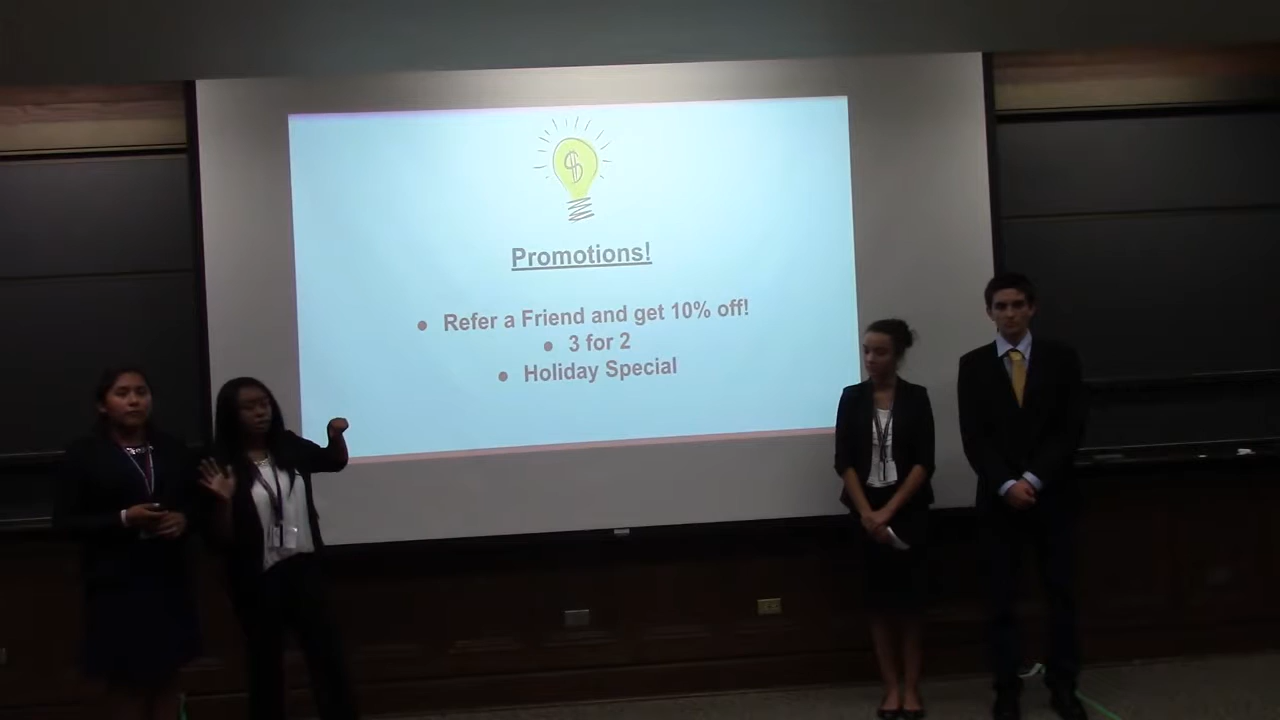 $
Promotions!
● Refer a Friend and get 10% off!
● 3 for 2
● Holiday Special